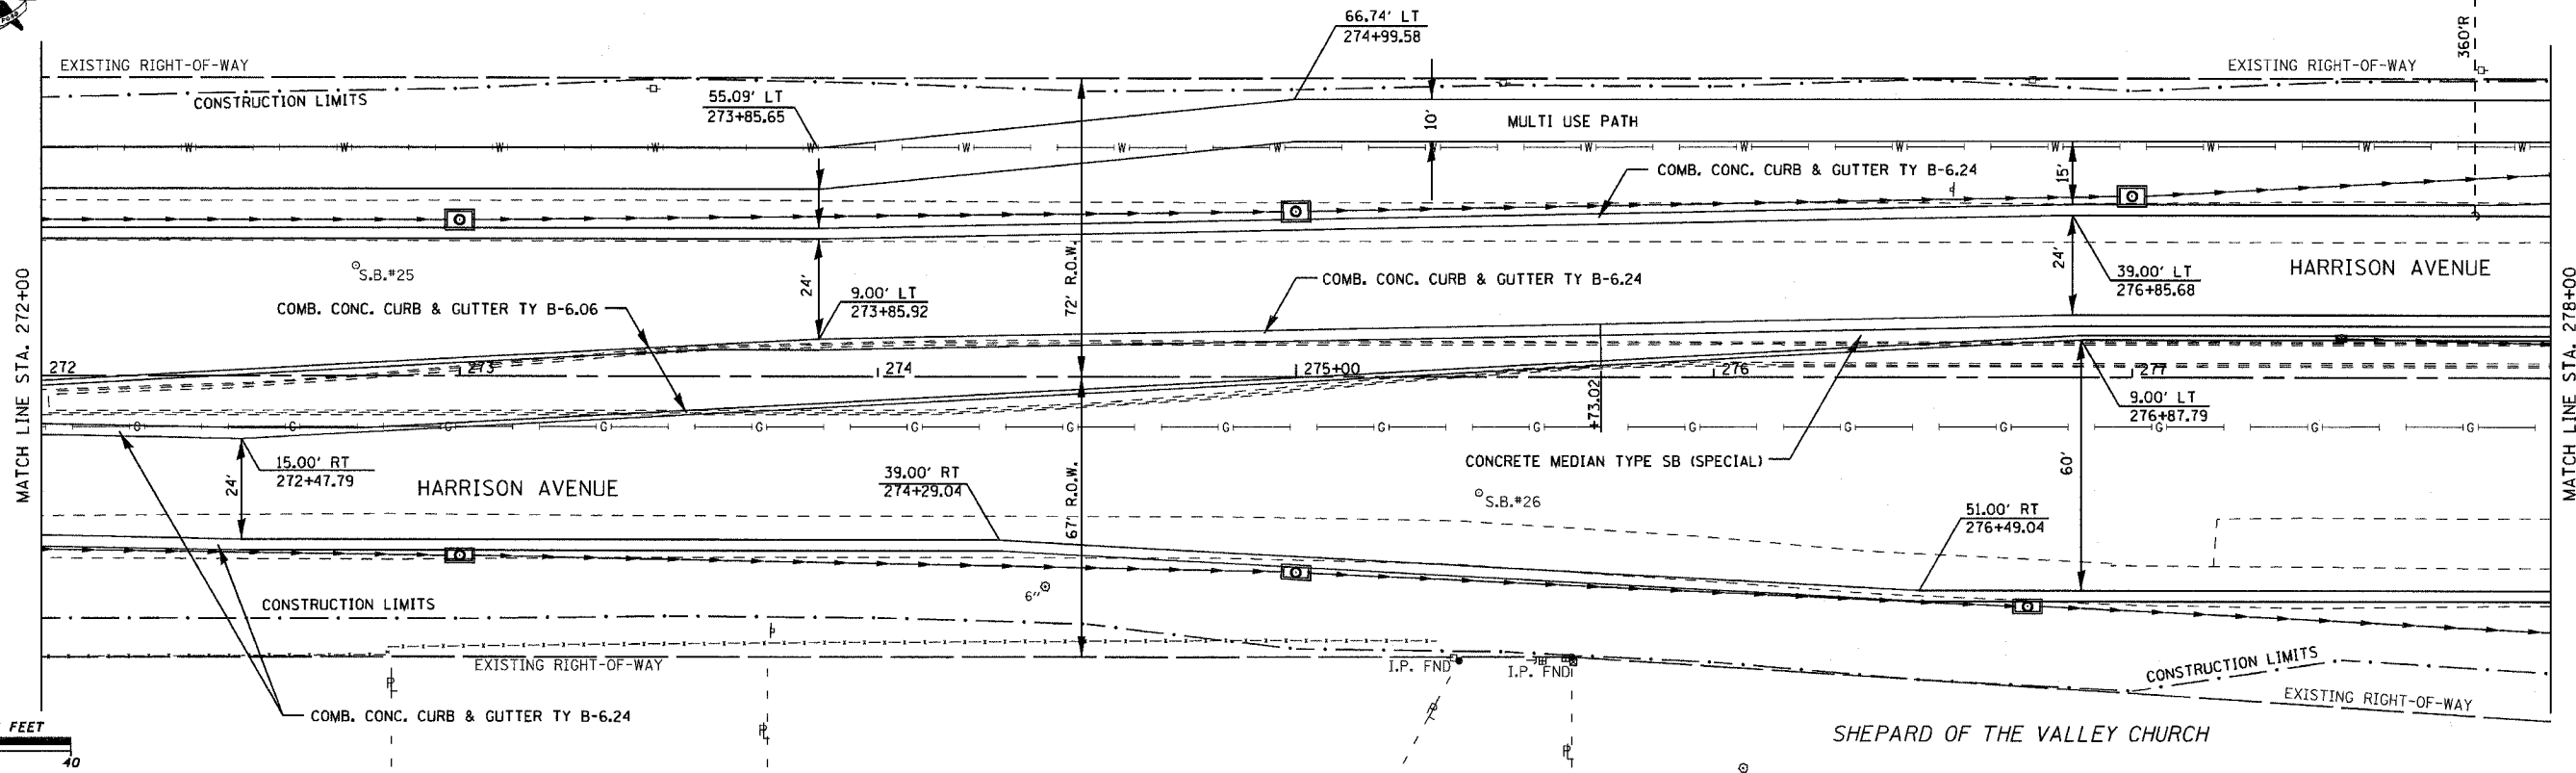 66.74' LT
274+99.58
360'R
EXISTING RIGHT-OF-WAY
EXISTING RIGHT-OF-WAY
CONSTRUCTION LIMITS
55.09' LT
273+85.65
10'
MULTI USE PATH
W W W W W W W W W W W W W W W W
COMB. CONC. CURB & GUTTER TY B-6.24
15'
MATCH LINE STA. 272+00
S.B.#25
24'
9.00' LT
273+85.92
72' R.O.W.
COMB. CONC. CURB & GUTTER TY B-6.24
24'
39.00' LT
276+85.68
HARRISON AVENUE
MATCH LINE STA. 278+00
COMB. CONC. CURB & GUTTER TY B-6.06
272
273
274
275+00
276
277
+73.02
9.00' LT
276+87.79
G G G G G G G G G G G G G G G G
15.00' RT
272+47.79
24'
HARRISON AVENUE
39.00' RT
274+29.04
67' R.O.W.
CONCRETE MEDIAN TYPE SB (SPECIAL)
60'
S.B.#26
51.00' RT
276+49.04
6"
CONSTRUCTION LIMITS
EXISTING RIGHT-OF-WAY
I.P. FND
I.P. FND
CONSTRUCTION LIMITS
EXISTING RIGHT-OF-WAY
COMB. CONC. CURB & GUTTER TY B-6.24
SHEPARD OF THE VALLEY CHURCH
FEET
40